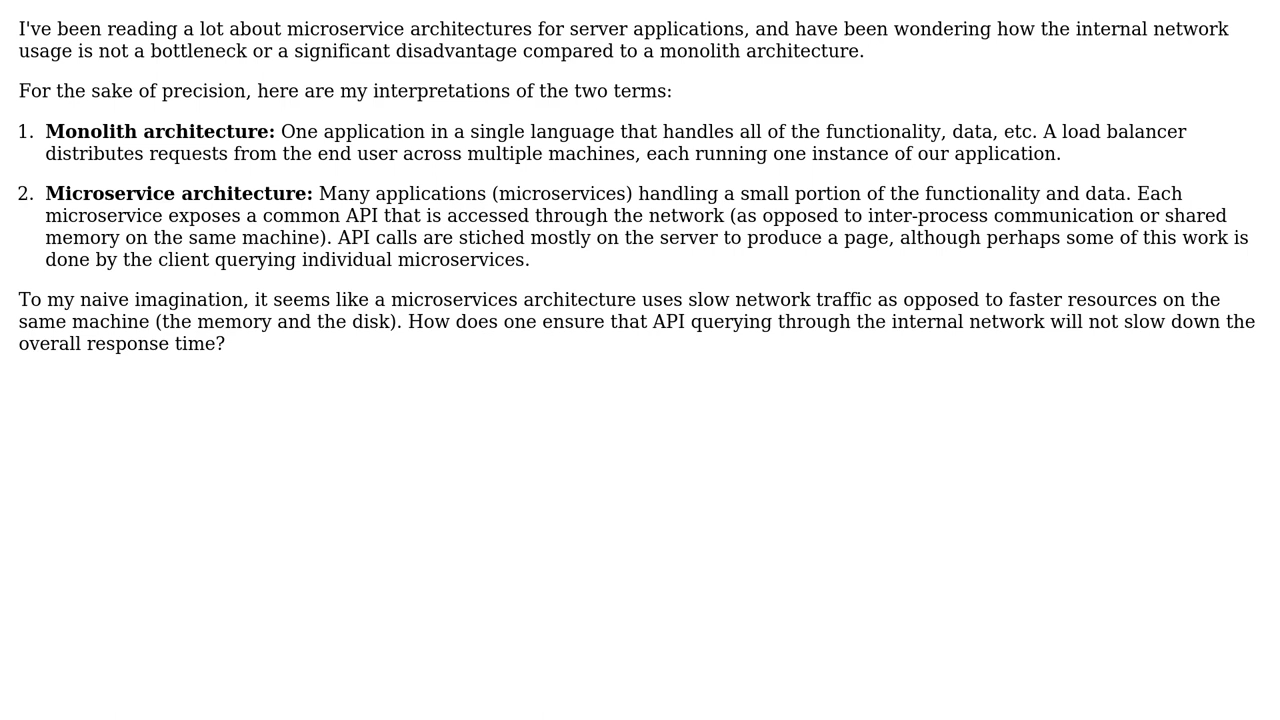 I've been reading a lot about microservice architectures for server applications, and have been wondering how the internal network
usage is not a bottleneck or a significant disadvantage compared to a monolith architecture.
For the sake of precision, here are my interpretations of the two terms:
1. Monolith architecture: One application in a single language that handles all of the functionality, data, etc. A load balancer
distributes requests from the end user across multiple machines, each running one instance of our application.
2. Microservice architecture: Many applications (microservices) handling a small portion of the functionality and data. Each
microservice exposes a common API that is accessed through the network (as opposed to inter-process communication or shared
memory on the same machine). API calls are stiched mostly on the server to produce a page, although perhaps some of this work is
done by the client querying individual microservices.
To my naive imagination, it seems like a microservices architecture uses slow network traffic as opposed to faster resources on the
same machine (the memory and the disk). How does one ensure that API querying through the internal network will not slow down the
overall response time?